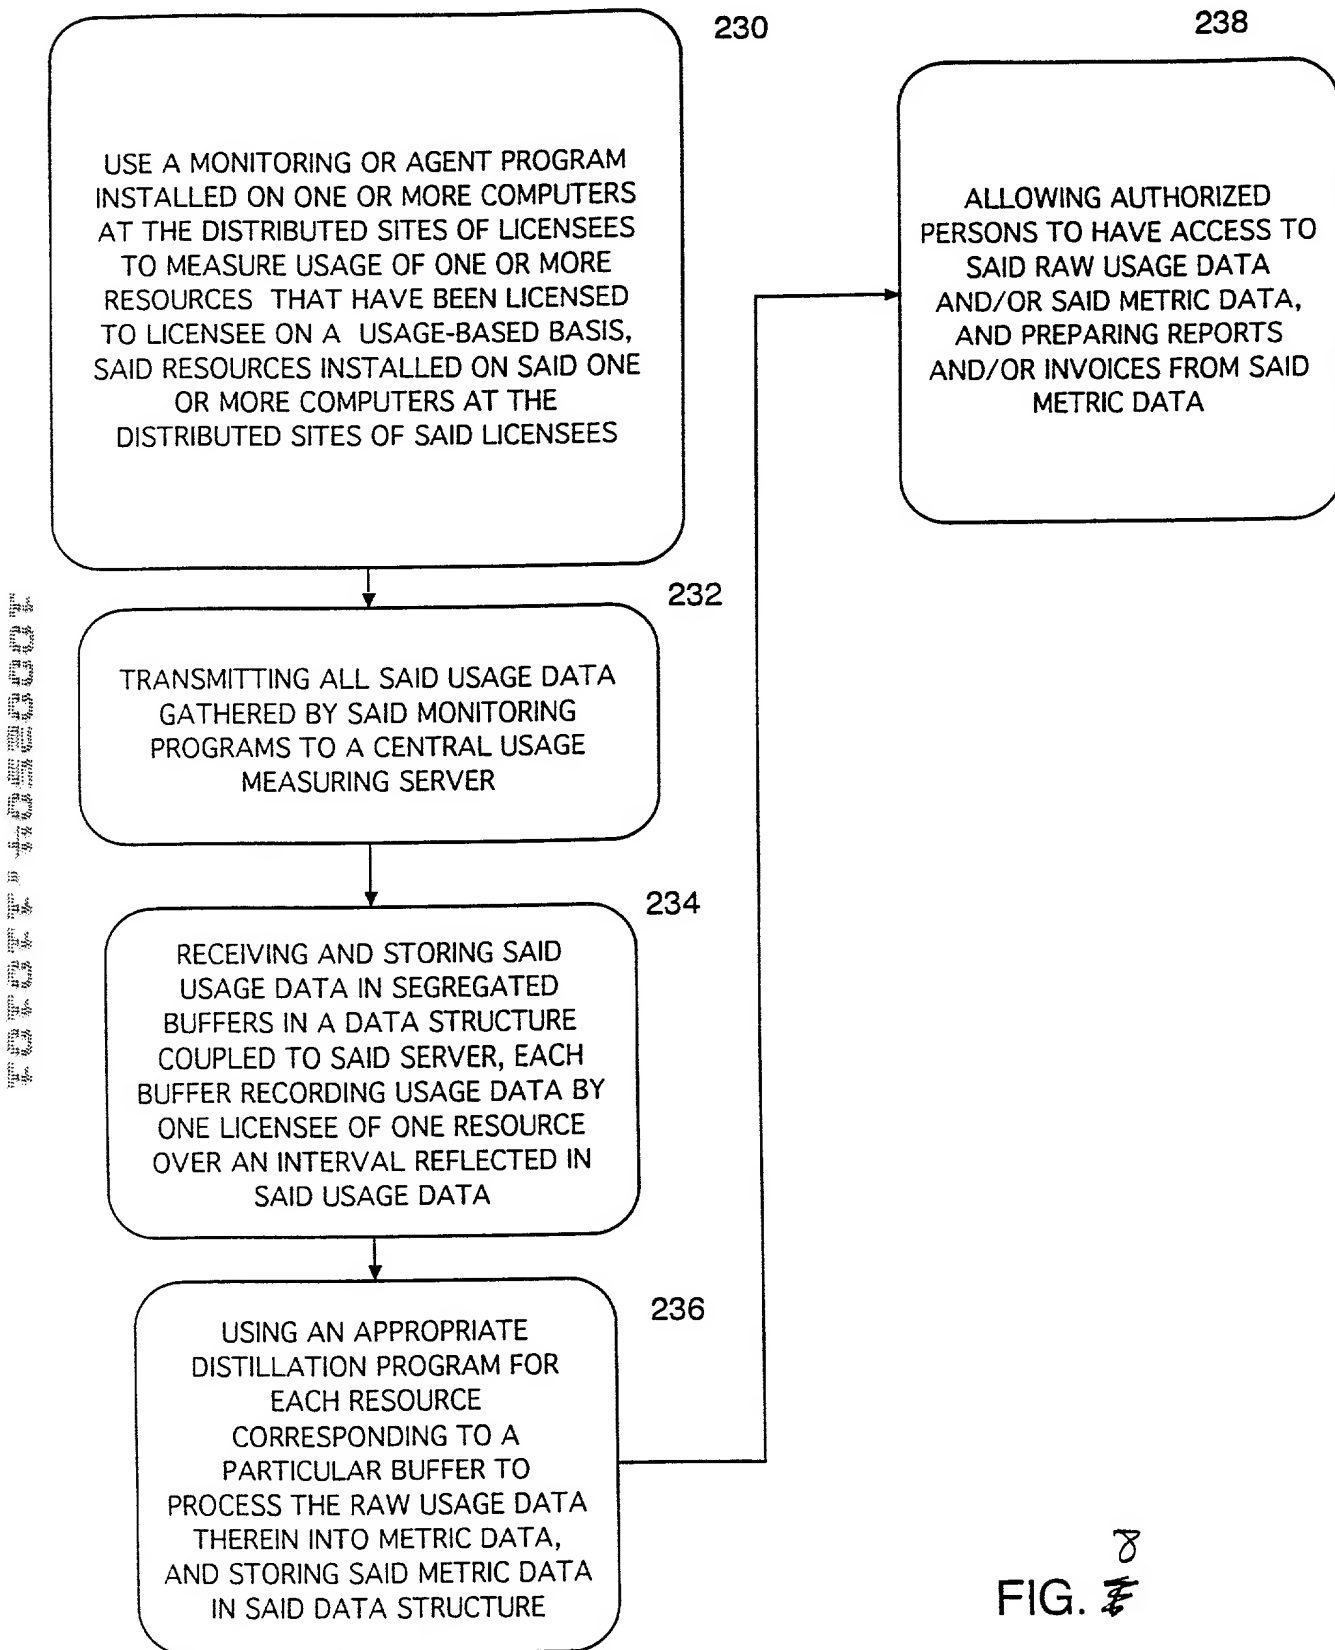 230
USE A MONITORING OR AGENT PROGRAM
INSTALLED ON ONE OR MORE COMPUTERS
AT THE DISTRIBUTED SITES OF LICENSEES
TO MEASURE USAGE OF ONE OR MORE
RESOURCES THAT HAVE BEEN LICENSED
TO LICENSEE ON A USAGE-BASED BASIS,
SAID RESOURCES INSTALLED ON SAID ONE
OR MORE COMPUTERS AT THE
DISTRIBUTED SITES OF SAID LICENSEES
232
TRANSMITTING ALL SAID USAGE DATA
GATHERED BY SAID MONITORING
PROGRAMS TO A CENTRAL USAGE
MEASURING SERVER
234
RECEIVING AND STORING SAID
USAGE DATA IN SEGREGATED
BUFFERS IN A DATA STRUCTURE
COUPLED TO SAID SERVER, EACH
BUFFER RECORDING USAGE DATA BY
ONE LICENSEE OF ONE RESOURCE
OVER AN INTERVAL REFLECTED IN
SAID USAGE DATA
236
USING AN APPROPRIATE
DISTILLATION PROGRAM FOR
EACH RESOURCE
CORRESPONDING TO A
PARTICULAR BUFFER TO
PROCESS THE RAW USAGE DATA
THEREIN INTO METRIC DATA,
AND STORING SAID METRIC DATA
IN SAID DATA STRUCTURE
238
ALLOWING AUTHORIZED
PERSONS TO HAVE ACCESS TO
SAID RAW USAGE DATA
AND/OR SAID METRIC DATA,
AND PREPARING REPORTS
AND/OR INVOICES FROM SAID
METRIC DATA
8
FIG.